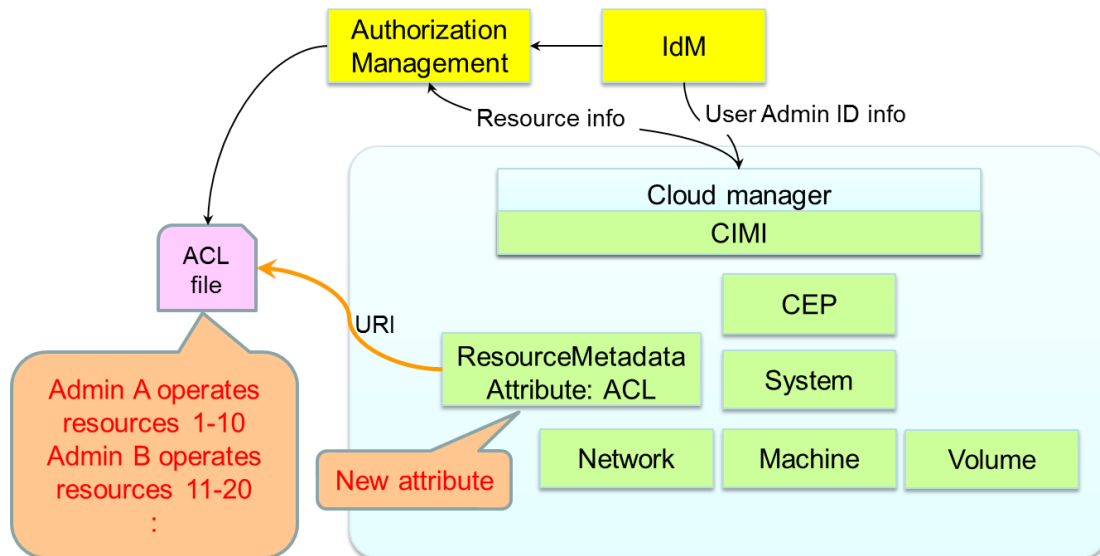 Authorization
Management
IdM
Resource info
User Admin ID info
Cloud manager
CIMI
ACL
file
CEP
URI
ResourceMetadata
Attribute: ACL
System
Admin A operates
resources 1-10
Admin B operates
resources 11-20
:
New attribute
Network
Machine
Volume